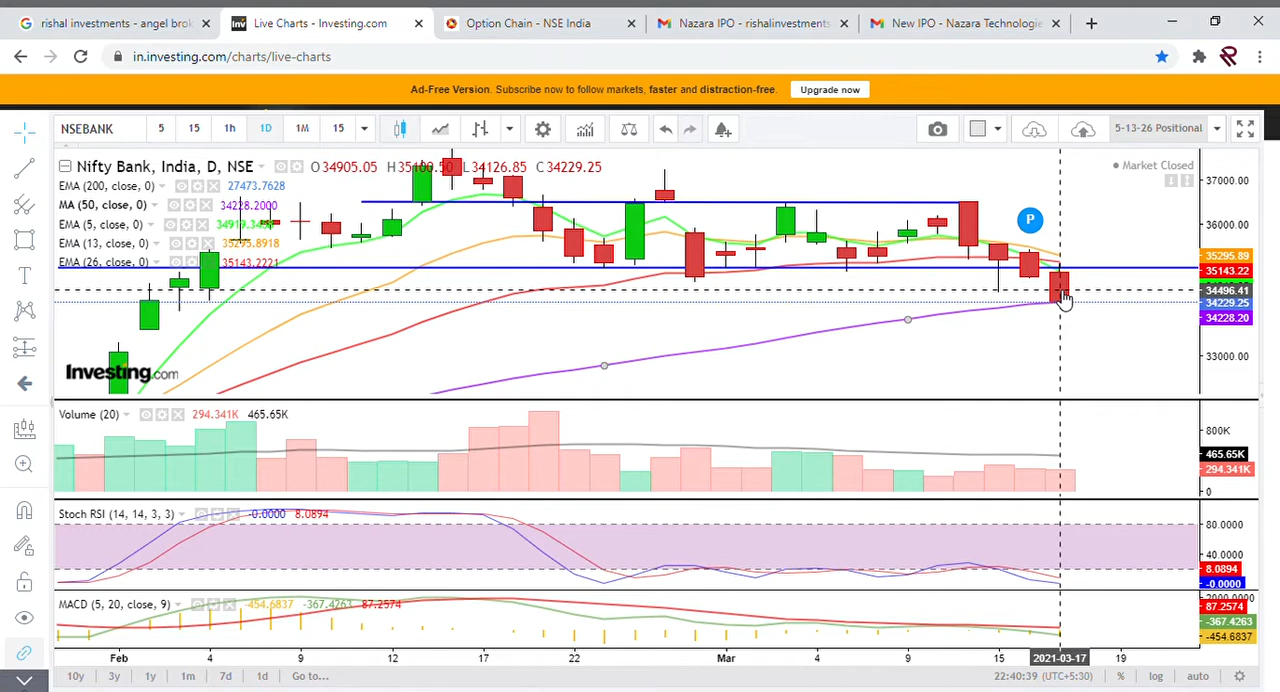 rishal investments - angel brok
Live Charts - Investing.com
Option Chain - NSE India
Nazara IPO - rishalinvestments
New IPO - Nazara Technologie
in.investing.com/charts/live-charts
Ad-Free Version. Subscribe now to follow markets, faster and distraction-free.
Upgrade now
NSEBANK 5 15 1h 1D 1M 15
5-13-26 Positional
Nifty Bank, India, D, NSE O34905.05 H35100.50 L34126.85 C34229.25
Market Closed
EMA (200, close, 0) 27473.7628
MA (50, close, 0) 34228.2000
EMA (5, close, 0)
EMA (13, close, 0)
EMA (26, close, 0) 35143.2221
P
37000.00
36000.00
35295.89
35143.22
34496.41
34229.25
34228.20
33000.00
Investing.com
Volume (20) 294.341K 465.65K
800K
465.65K
294.341K
0
Stoch RSI (14, 14, 3, 3) -0.0000 8.0894
80.0000
40.0000
8.0894
-0.0000
MACD (5, 20, close, 9) -454.6837 -367.4263 87.2574
87.2574
-367.4263
-454.6837
Feb 4 9 12 17 22 Mar 4 9 15 2021-03-17 19
10y 3y 1y 1m 7d 1d Go to...
22:40:39 (UTC+5:30) % log auto